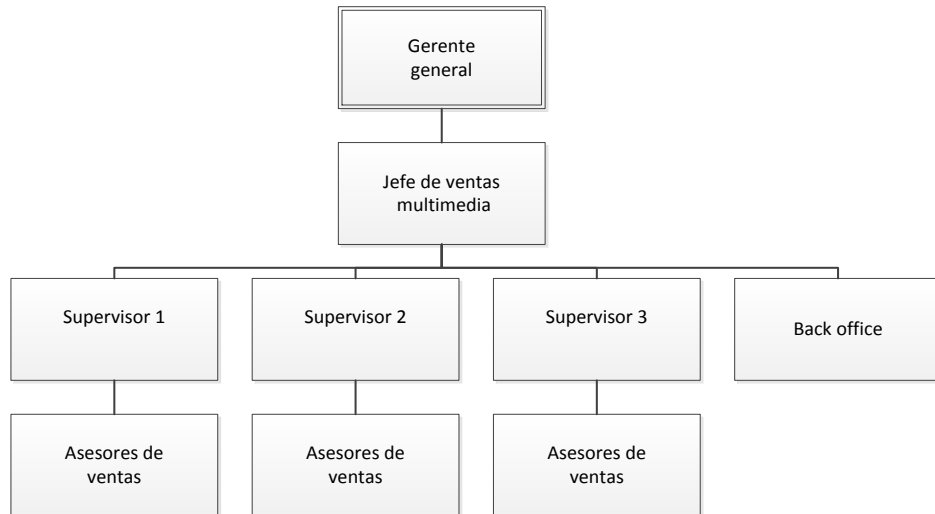 Gerente
general
Jefe de ventas
multimedia
Supervisor 1
Supervisor 2
Supervisor 3
Back office
Asesores de
ventas
Asesores de
ventas
Asesores de
ventas